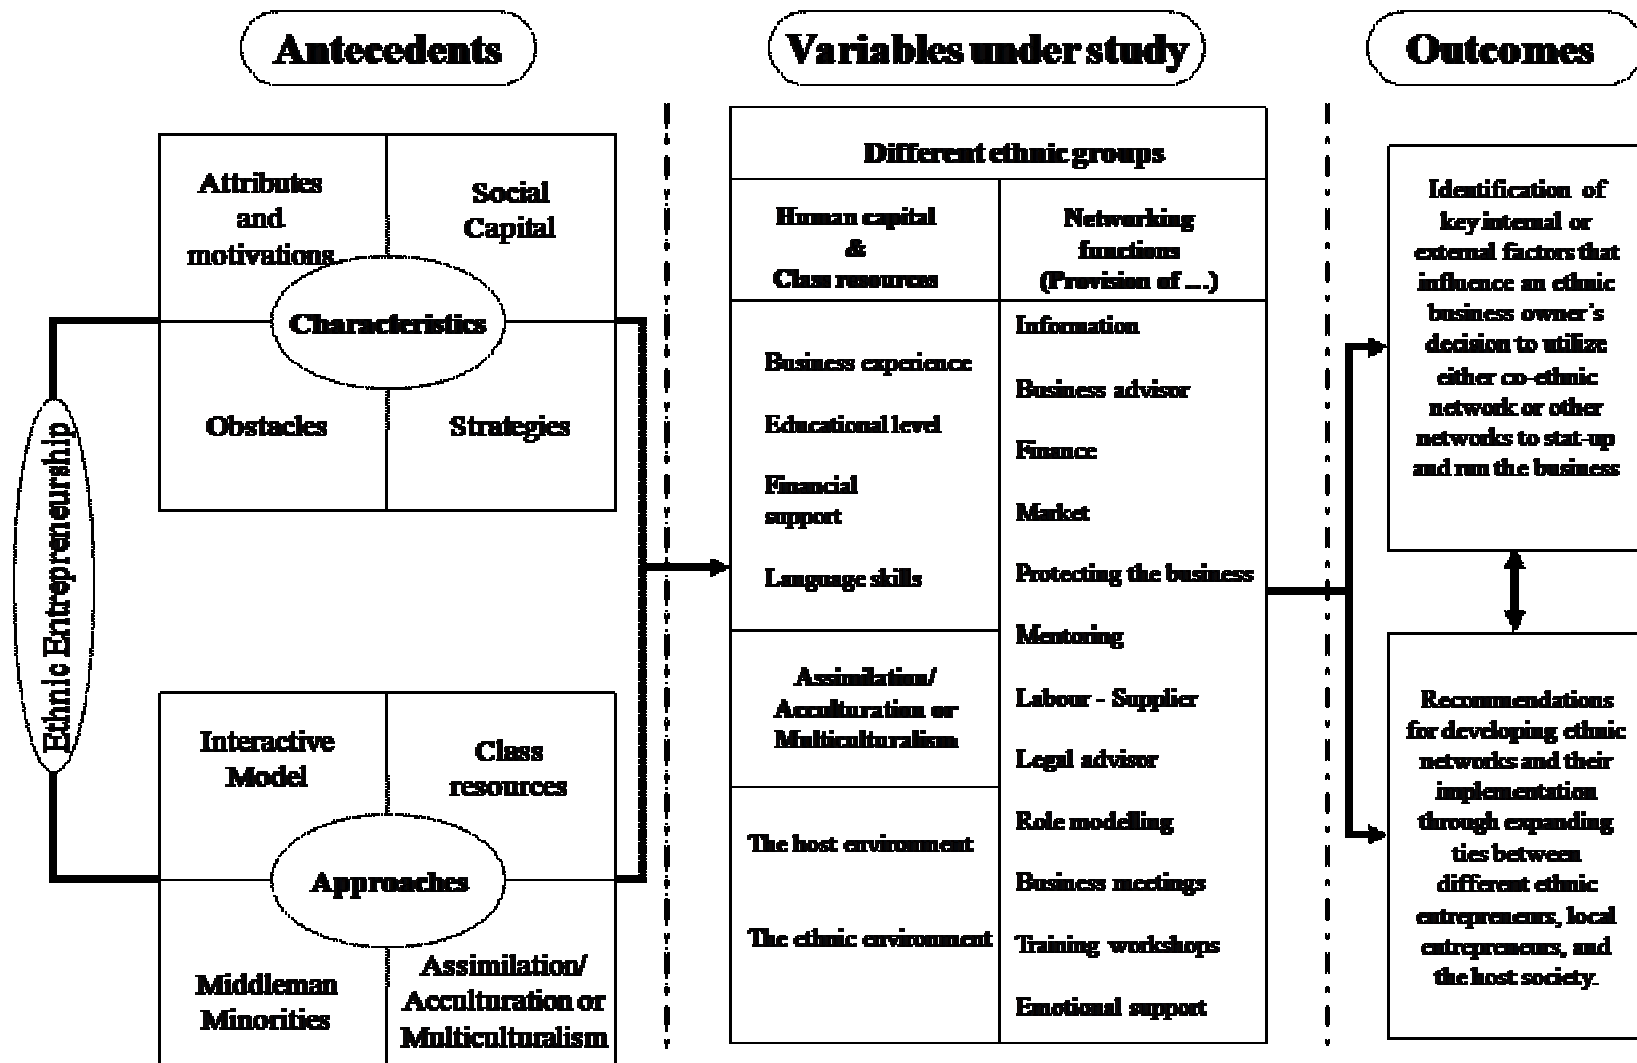 Antecedents
Variables under study
Outcomes
Ethnic Entrepreneurship
Attributes
and
motivations
Social
Capital
Characteristics
Obstacles
Strategies
Interactive
Model
Class
resources
Approaches
Middleman
Minorities
Assimilation/
Acculturation or
Multiculturalism
Different ethnic groups
Human capital
&
Class resources
Business experience
Educational level
Financial
support
Language skills
Assimilation/
Acculturation or
Multiculturalism
The host environment
The ethnic environment
Networking
functions
(Provision of ....)
Information
Business advisor
Finance
Market
Protecting the business
Mentoring
Labour - Supplier
Legal advisor
Role modelling
Business meetings
Training workshops
Emotional support
Identification of
key internal or
external factors that
influence an ethnic
business owner's
decision to utilize
either co-ethnic
network or other
networks to stat-up
and run the business
Recommendations
for developing ethnic
networks and their
implementation
through expanding
ties between
different ethnic
entrepreneurs, local
entrepreneurs, and
the host society.